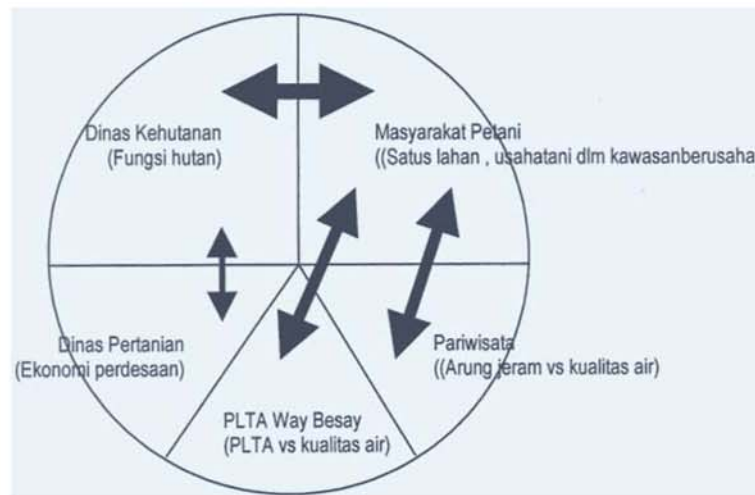 Dinas Kehutanan
(Fungsi hutan)
Masyarakat Petani
((Satus lahan , usahatani dlm kawasanberusaha
Dinas Pertanian
(Ekonomi perdesaan)
Pariwisata
((Arung jeram vs kualitas air)
PLTA Way Besay
(PLTA vs kualitas air)